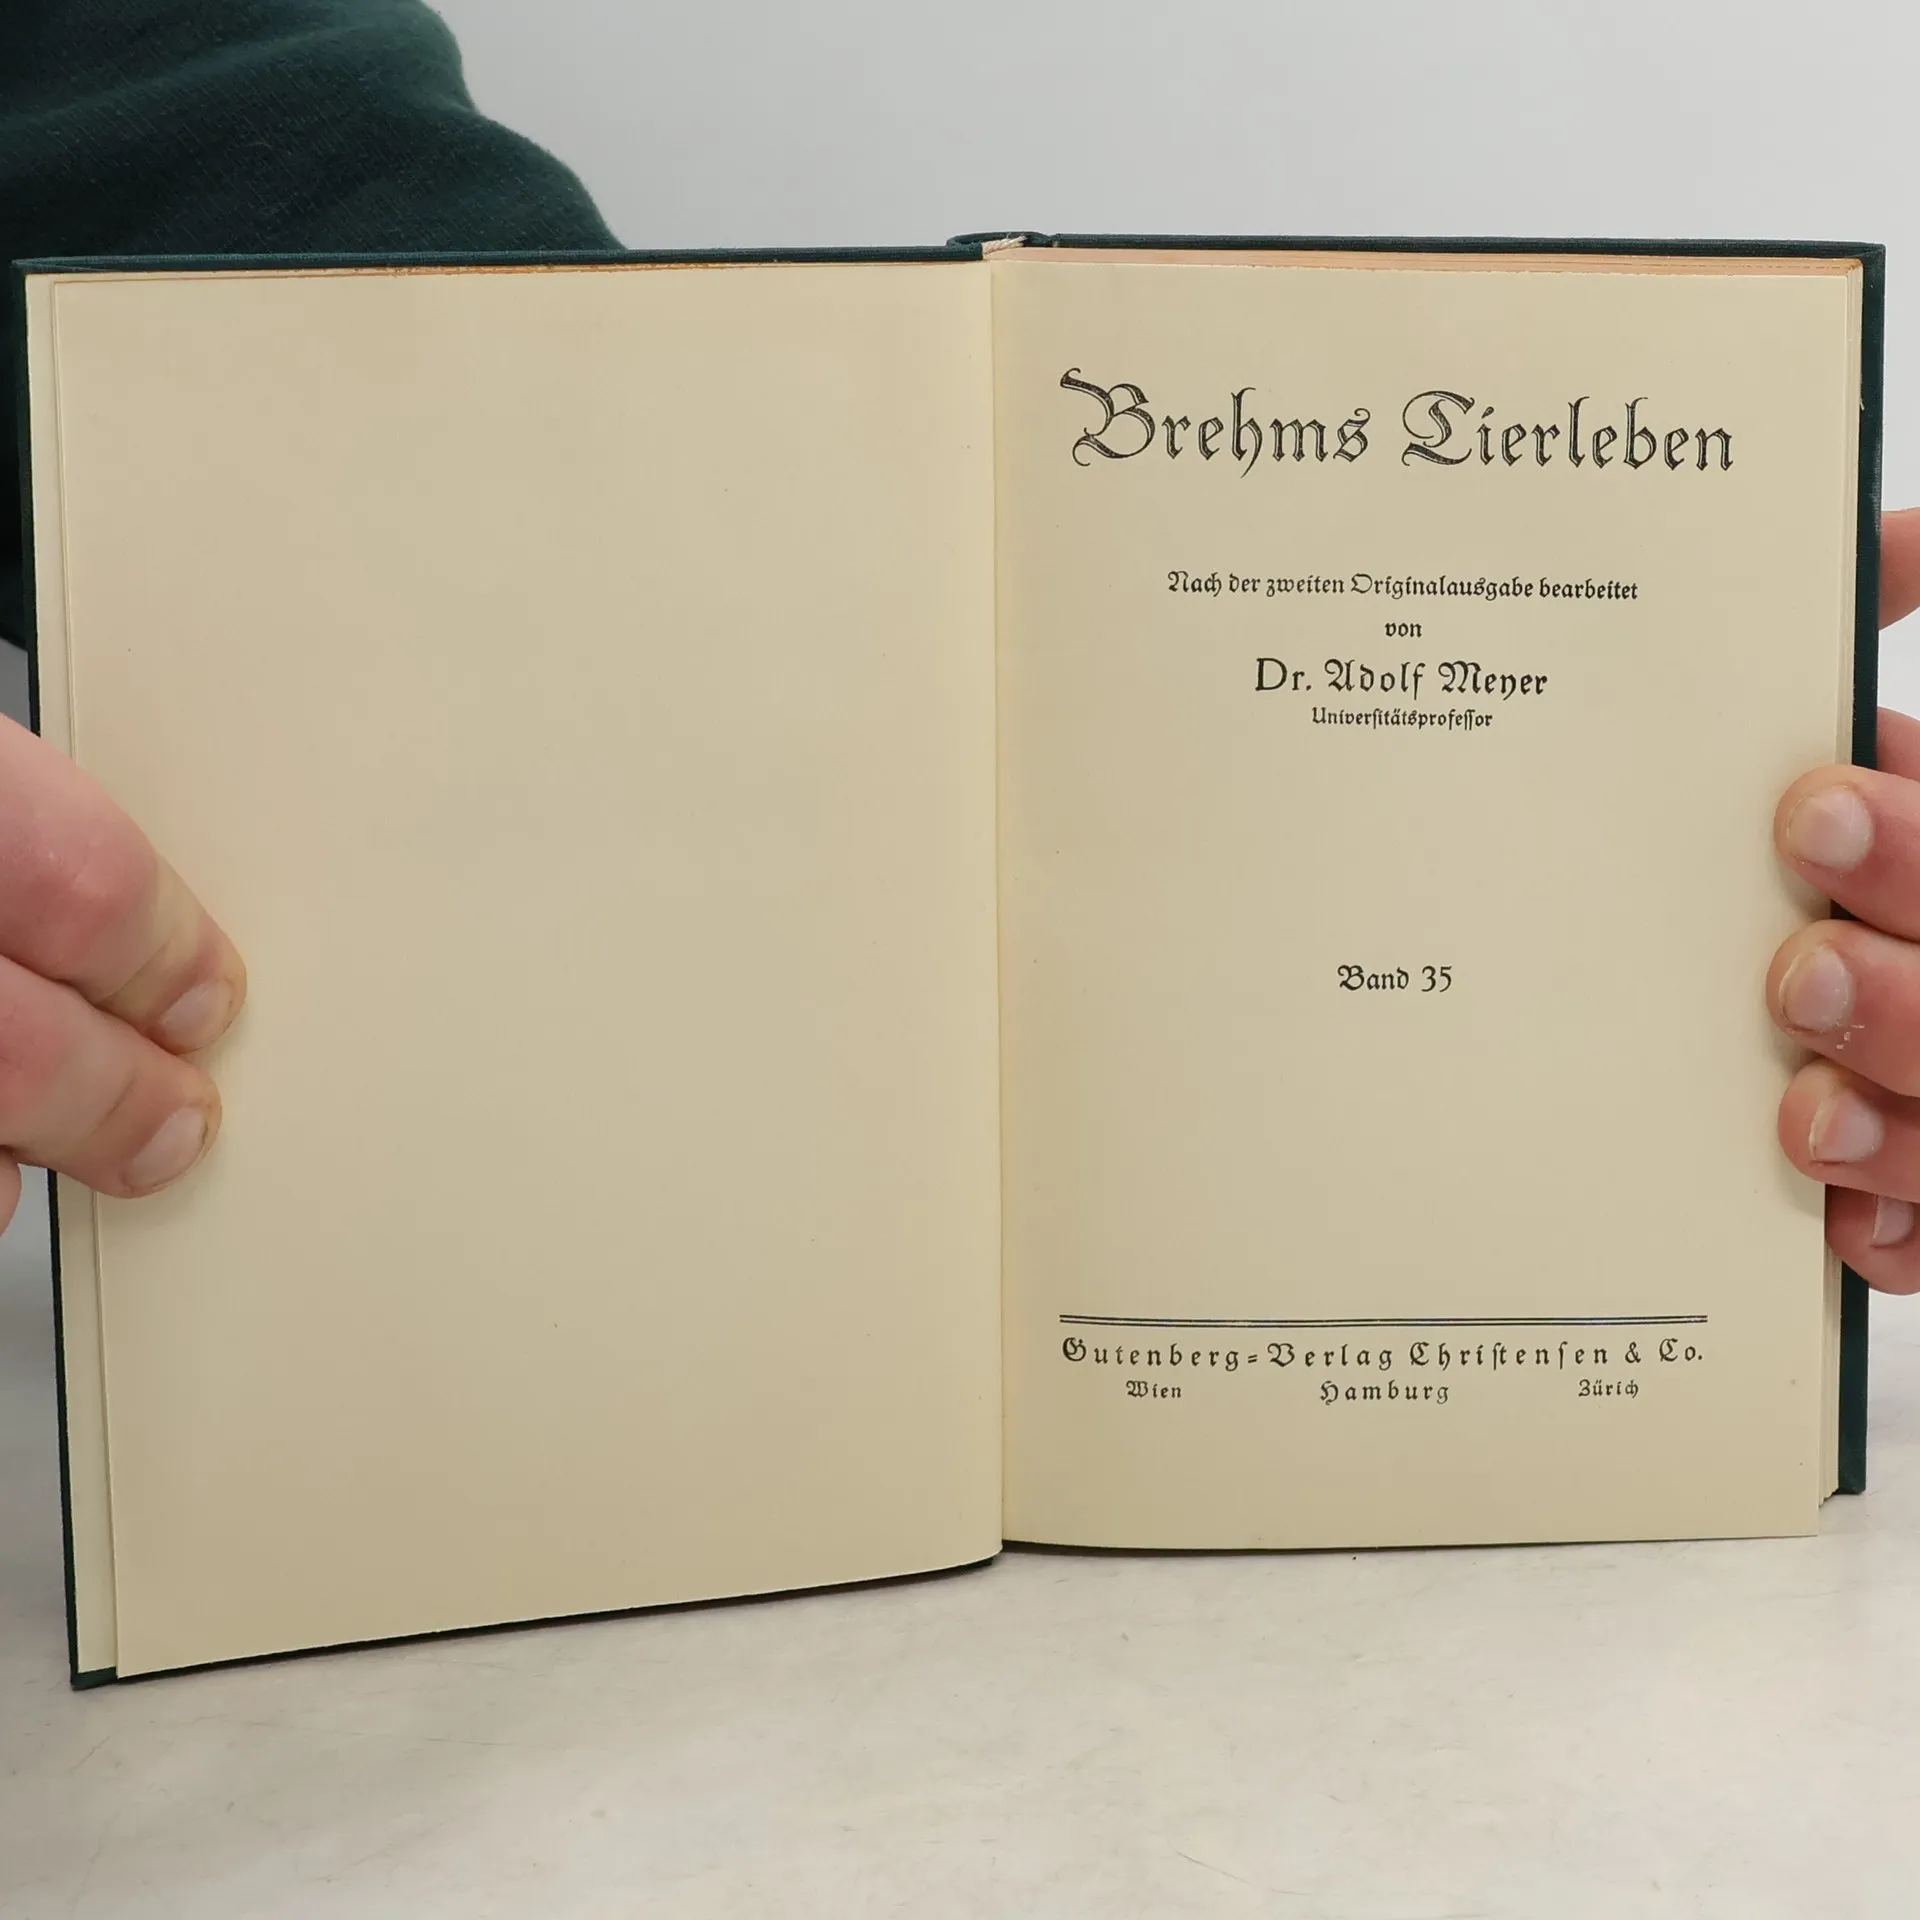 Brehms Tierleben
Nach der zweiten Originalausgabe bearbeitet
von
Dr. Adolf Meyer
Universitätsprofessor
Band 35
Gutenberg-Verlag Christensen & Co.
Wien Hamburg Zürich